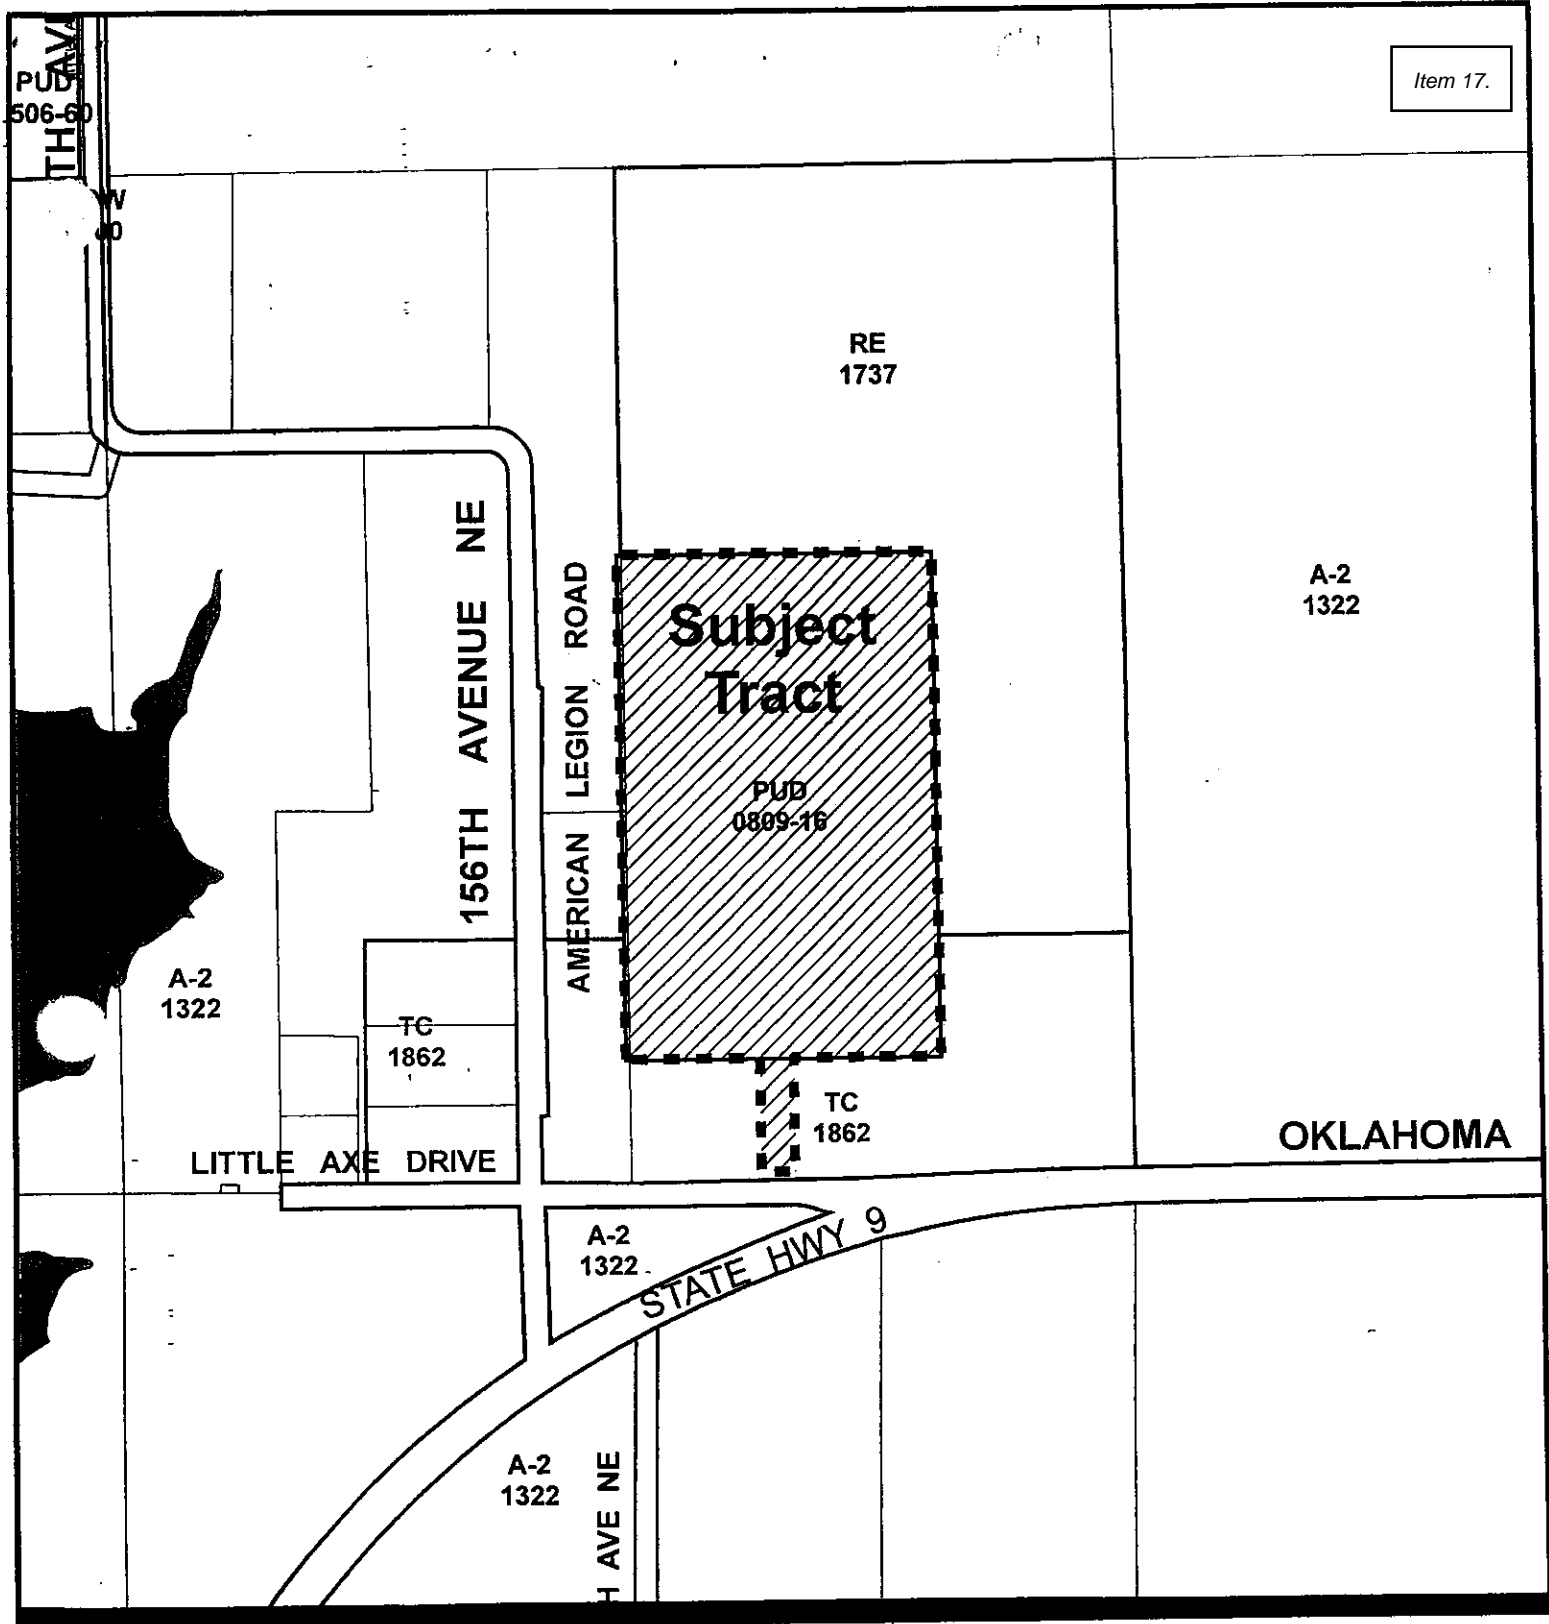 TH AV
PUD
506-60
Item 17.
RE
1737
156TH AVENUE NE
AMERICAN LEGION ROAD
Subject
Tract
PUD
0809-16
A-2
1322
A-2
1322
TC
1862
TC
1862
OKLAHOMA
LITTLE AXE DRIVE
A-2
1322
STATE HWY 9
A-2
1322
H AVE NE